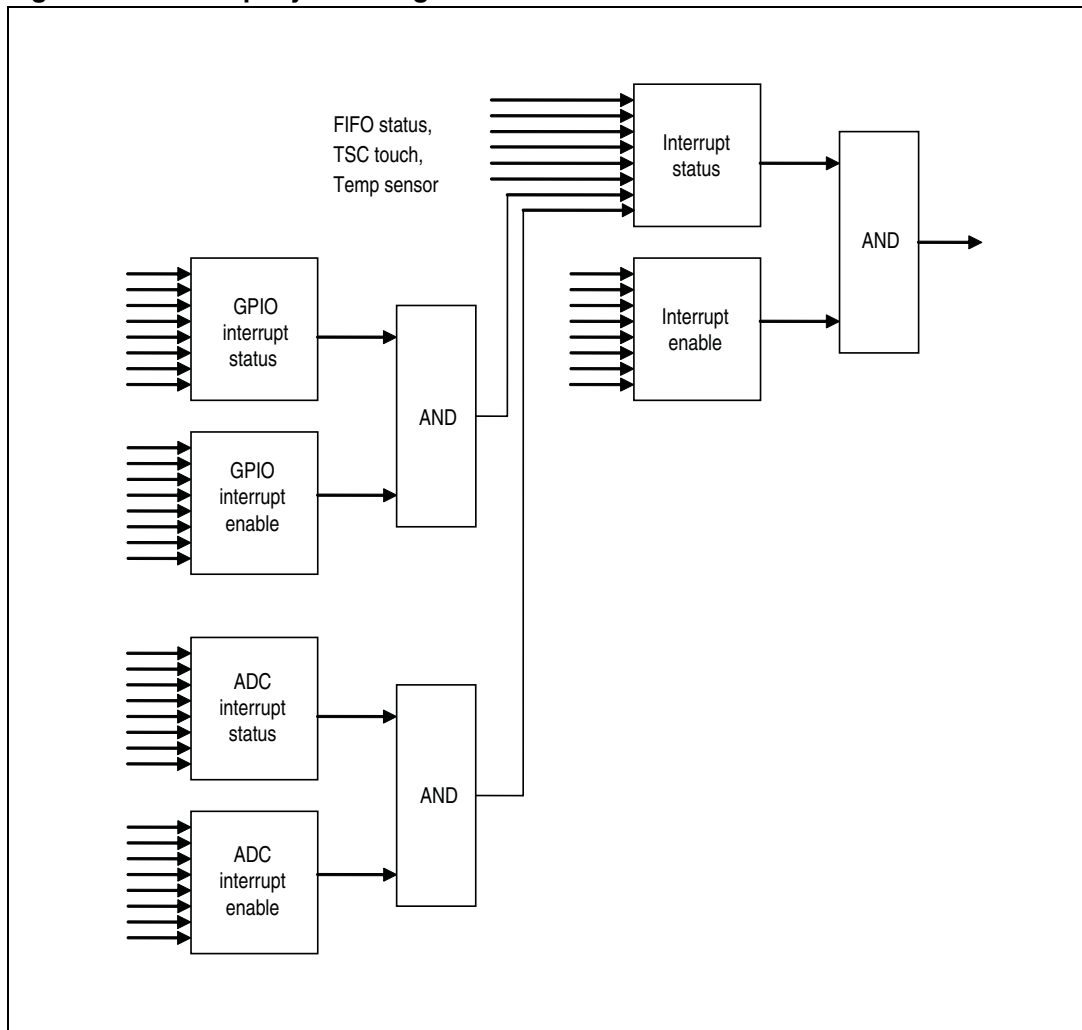 FIFO status,
TSC touch,
Temp sensor
Interrupt
status
AND
Interrupt
enable
GPIO
interrupt
status
AND
GPIO
interrupt
enable
ADC
interrupt
status
AND
ADC
interrupt
enable